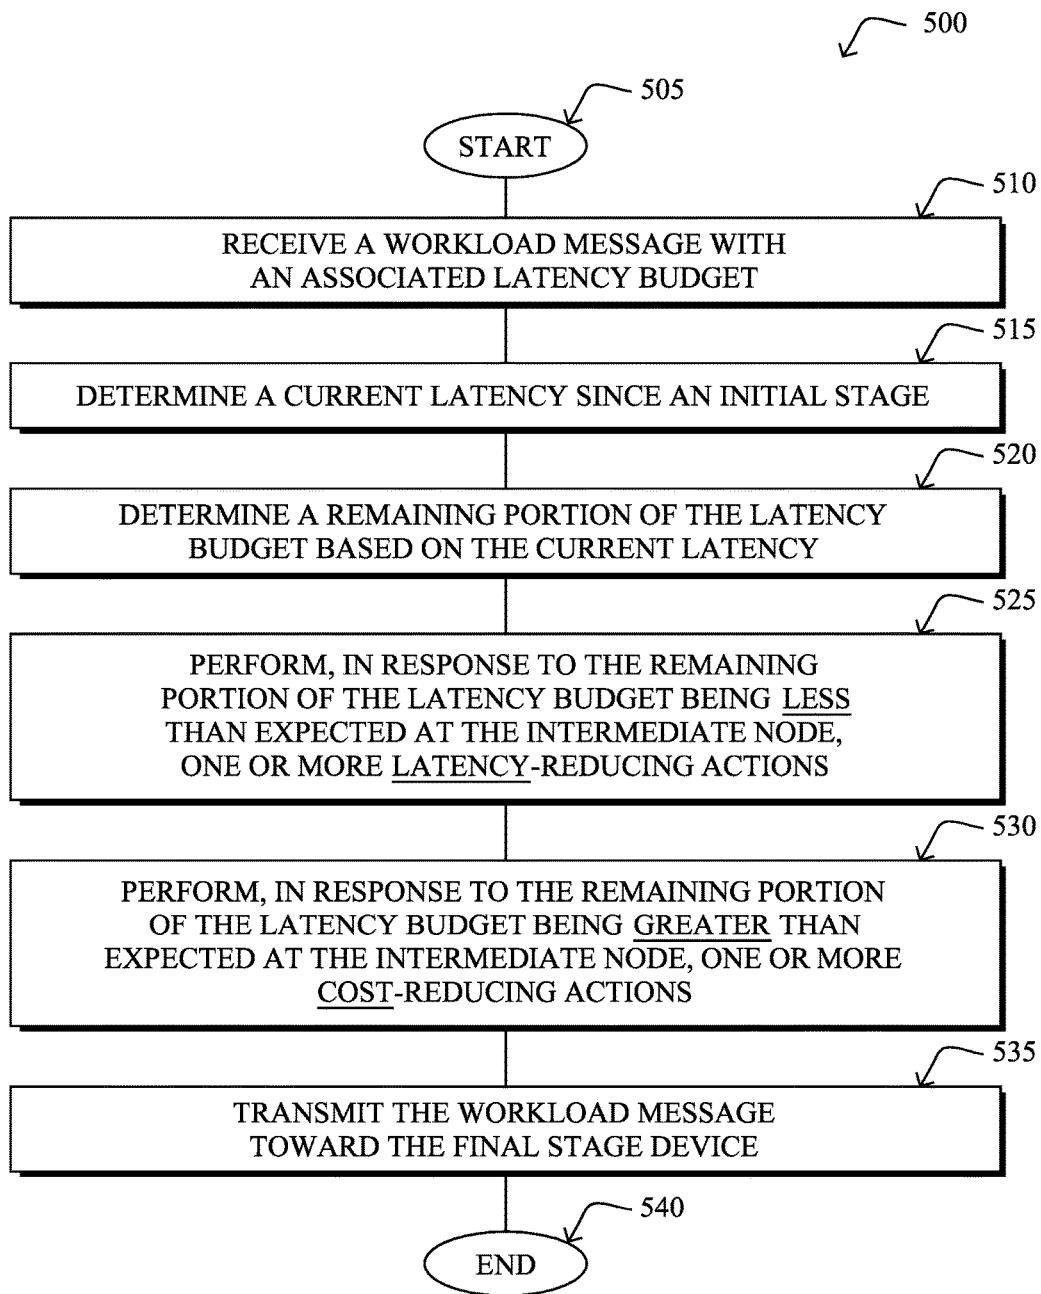 500
505
START
510
RECEIVE A WORKLOAD MESSAGE WITH
AN ASSOCIATED LATENCY BUDGET
515
DETERMINE A CURRENT LATENCY SINCE AN INITIAL STAGE
520
DETERMINE A REMAINING PORTION OF THE LATENCY
BUDGET BASED ON THE CURRENT LATENCY
525
PERFORM, IN RESPONSE TO THE REMAINING
PORTION OF THE LATENCY BUDGET BEING LESS
THAN EXPECTED AT THE INTERMEDIATE NODE,
ONE OR MORE LATENCY-REDUCING ACTIONS
530
PERFORM, IN RESPONSE TO THE REMAINING PORTION
OF THE LATENCY BUDGET BEING GREATER THAN
EXPECTED AT THE INTERMEDIATE NODE, ONE OR MORE
COST-REDUCING ACTIONS
535
TRANSMIT THE WORKLOAD MESSAGE
TOWARD THE FINAL STAGE DEVICE
540
END